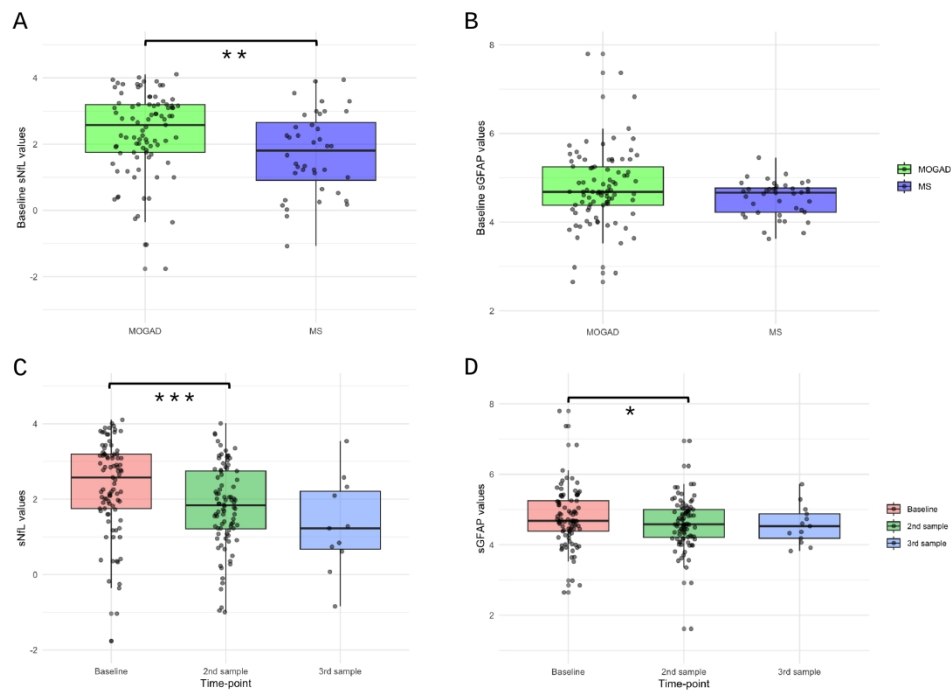 A
**
Baseline sNfL values
4
2
0
-2
MOGAD
MS
B
Baseline sGFAP values
8
6
4
2
MOGAD
MS
MOGAD
MS
C
***
sNfL values
4
2
0
-2
Baseline
2nd sample
3rd sample
Time-point
D
*
sGFAP values
8
6
4
2
Baseline
2nd sample
3rd sample
Time-point
Baseline
2nd sample
3rd sample